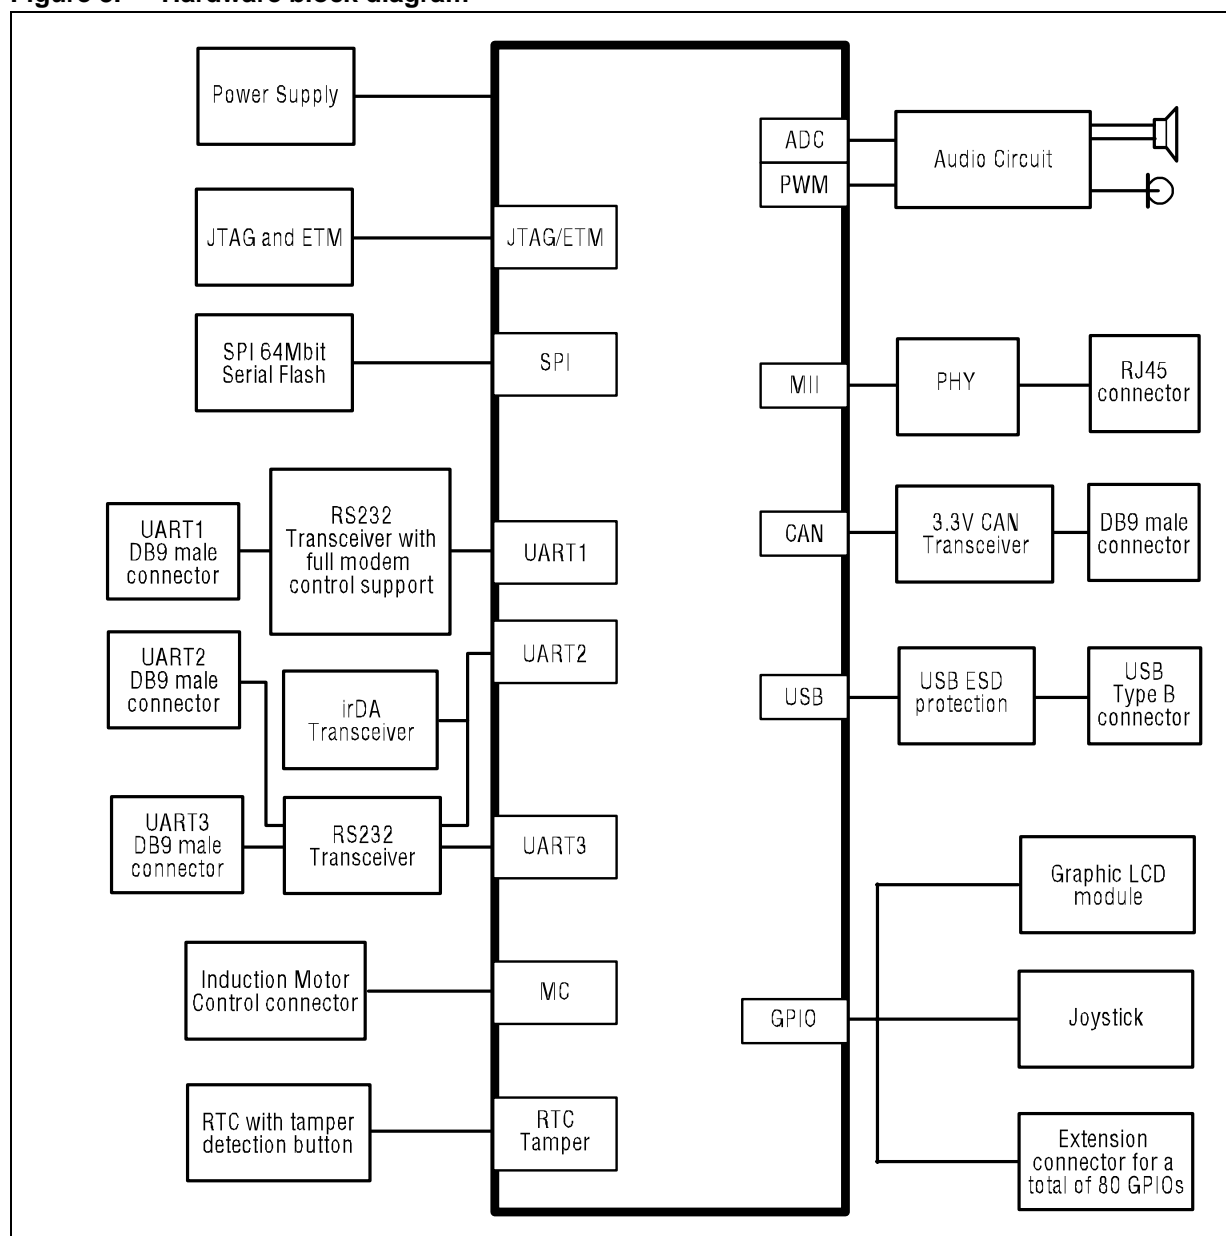 Figure 3. Hardware block diagram
Power Supply
ADC
PWM
Audio Circuit
JTAG and ETM
JTAG/ETM
SPI 64Mbit
Serial Flash
SPI
MII
PHY
RJ45
connector
UART1
DB9 male
connector
RS232
Transceiver with
full modem
control support
UART1
CAN
3.3V CAN
Transceiver
DB9 male
connector
UART2
DB9 male
connector
irDA
Transceiver
UART2
USB
USB ESD
protection
USB
Type B
connector
UART3
DB9 male
connector
RS232
Transceiver
UART3
Graphic LCD
module
Induction Motor
Control connector
MC
GPIO
Joystick
RTC with tamper
detection button
RTC
Tamper
Extension
connector for a
total of 80 GPIOs